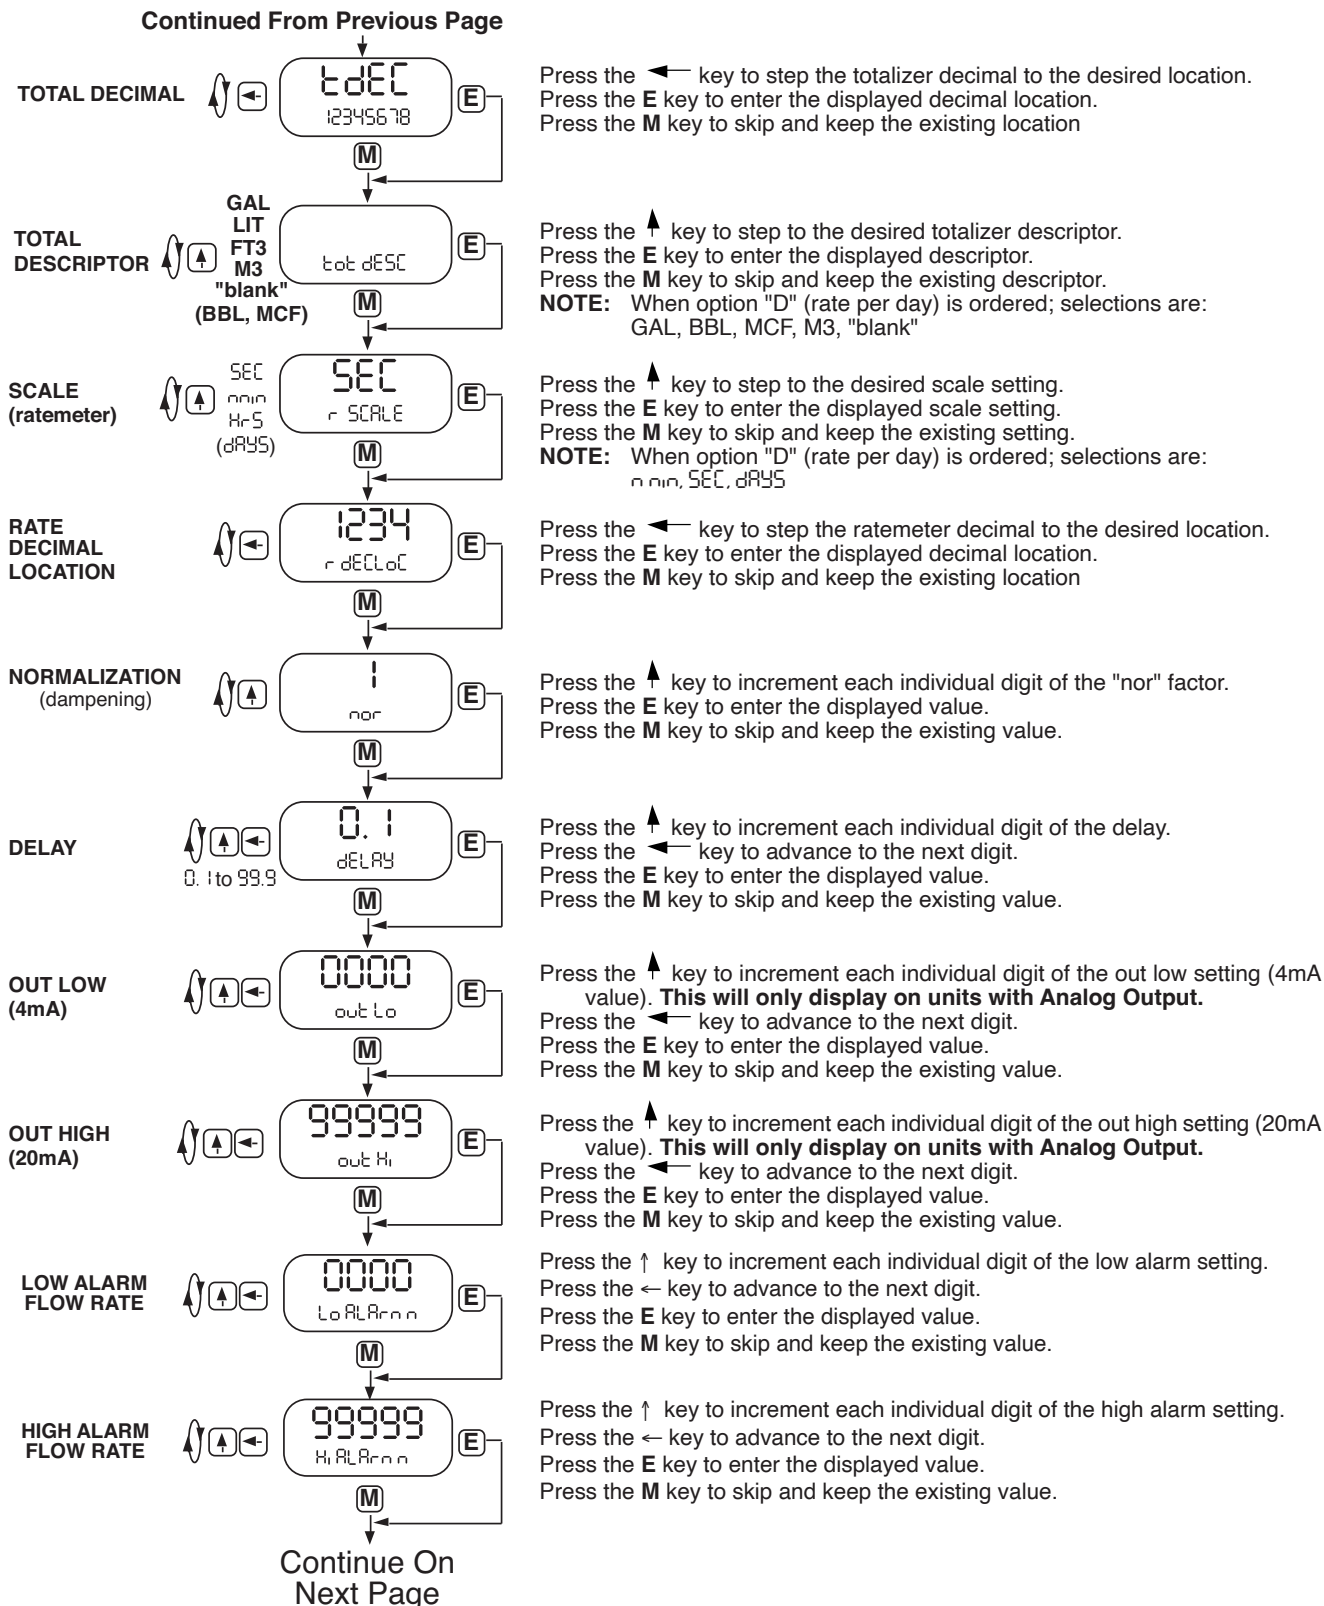 Continued From Previous Page
TOTAL DECIMAL
tdEC
12345678
E
M
Press the ← key to step the totalizer decimal to the desired location.
Press the E key to enter the displayed decimal location.
Press the M key to skip and keep the existing location
TOTAL
DESCRIPTOR
GAL
LIT
FT3
M3
"blank"
(BBL, MCF)
tot dESC
E
M
Press the ↑ key to step to the desired totalizer descriptor.
Press the E key to enter the displayed descriptor.
Press the M key to skip and keep the existing descriptor.
NOTE: When option "D" (rate per day) is ordered; selections are:
GAL, BBL, MCF, M3, "blank"
SCALE
(ratemeter)
SEC
min
HrS
(dAYS)
SEC
r SCALE
E
M
Press the ↑ key to step to the desired scale setting.
Press the E key to enter the displayed scale setting.
Press the M key to skip and keep the existing setting.
NOTE: When option "D" (rate per day) is ordered; selections are:
min, SEC, dAYS
RATE
DECIMAL
LOCATION
1234
r dECLoC
E
M
Press the ← key to step the ratemeter decimal to the desired location.
Press the E key to enter the displayed decimal location.
Press the M key to skip and keep the existing location
NORMALIZATION
(dampening)
1
nor
E
M
Press the ↑ key to increment each individual digit of the "nor" factor.
Press the E key to enter the displayed value.
Press the M key to skip and keep the existing value.
DELAY
0.1 to 99.9
0.1
dELAY
E
M
Press the ↑ key to increment each individual digit of the delay.
Press the ← key to advance to the next digit.
Press the E key to enter the displayed value.
Press the M key to skip and keep the existing value.
OUT LOW
(4mA)
0000
out Lo
E
M
Press the ↑ key to increment each individual digit of the out low setting (4mA
value). This will only display on units with Analog Output.
Press the ← key to advance to the next digit.
Press the E key to enter the displayed value.
Press the M key to skip and keep the existing value.
OUT HIGH
(20mA)
99999
out Hi
E
M
Press the ↑ key to increment each individual digit of the out high setting (20mA
value). This will only display on units with Analog Output.
Press the ← key to advance to the next digit.
Press the E key to enter the displayed value.
Press the M key to skip and keep the existing value.
LOW ALARM
FLOW RATE
0000
Lo ALArm
E
M
Press the ↑ key to increment each individual digit of the low alarm setting.
Press the ← key to advance to the next digit.
Press the E key to enter the displayed value.
Press the M key to skip and keep the existing value.
HIGH ALARM
FLOW RATE
99999
Hi ALArm
E
M
Press the ↑ key to increment each individual digit of the high alarm setting.
Press the ← key to advance to the next digit.
Press the E key to enter the displayed value.
Press the M key to skip and keep the existing value.
Continue On
Next Page